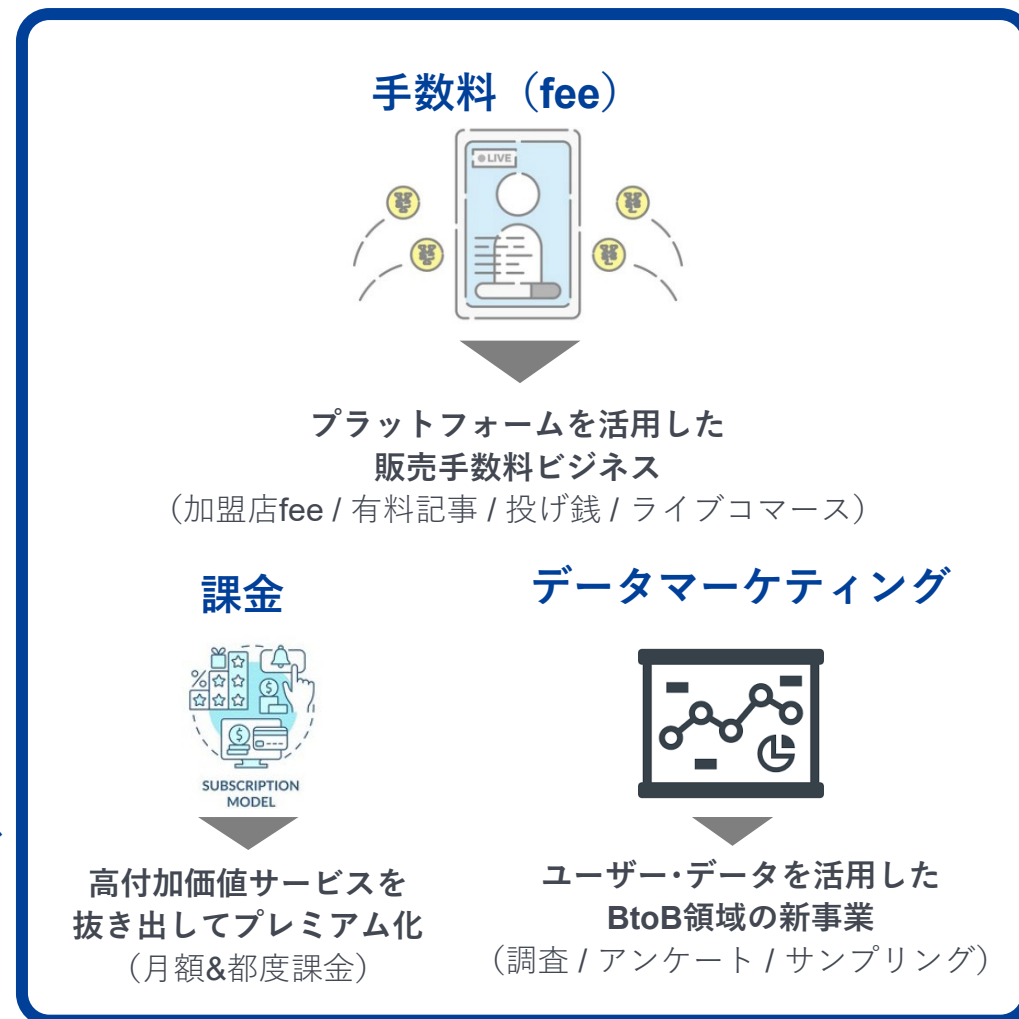 手数料（fee）
LIVE
プラットフォームを活用した
販売手数料ビジネス
（加盟店fee / 有料記事 / 投げ銭 / ライブコマース）
課金
SUBSCRIPTION
MODEL
高付加価値サービスを
抜き出してプレミアム化
（月額&都度課金）
データマーケティング
ユーザー・データを活用した
BtoB領域の新事業
（調査 / アンケート / サンプリング）